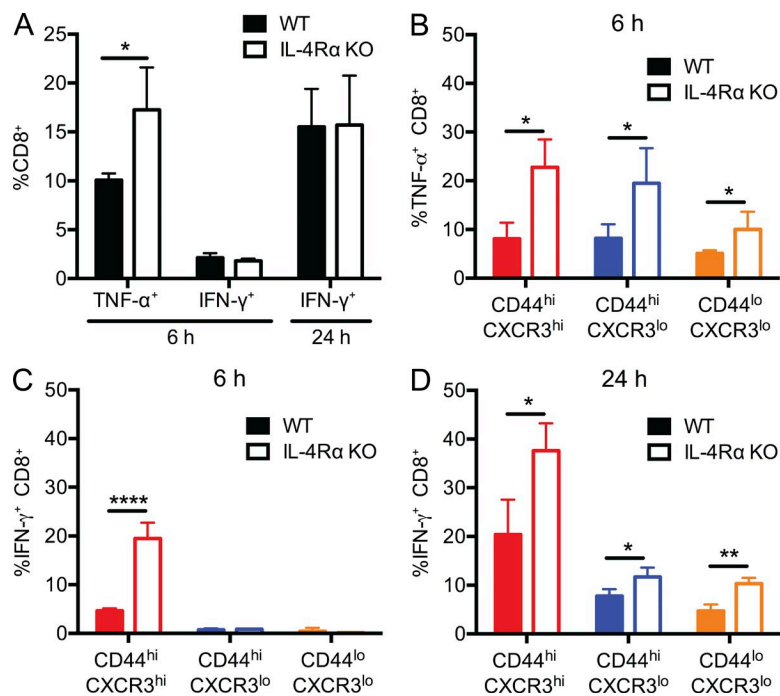 A
WT
IL-4Rα KO
*
25
20
15
10
5
0
%CD8⁺
TNF-α⁺ IFN-γ⁺ IFN-γ⁺
6 h 24 h
B
6 h
WT
IL-4Rα KO
50
40
30
20
10
0
%TNF-α⁺ CD8⁺
* * *
CD44ʰⁱ CD44ʰⁱ CD44ˡᵒ
CXCR3ʰⁱ CXCR3ˡᵒ CXCR3ˡᵒ
C
6 h
WT
IL-4Rα KO
50
40
30
20
10
0
%IFN-γ⁺ CD8⁺
****
CD44ʰⁱ CD44ʰⁱ CD44ˡᵒ
CXCR3ʰⁱ CXCR3ˡᵒ CXCR3ˡᵒ
D
24 h
WT
IL-4Rα KO
50
40
30
20
10
0
%IFN-γ⁺ CD8⁺
* * **
CD44ʰⁱ CD44ʰⁱ CD44ˡᵒ
CXCR3ʰⁱ CXCR3ˡᵒ CXCR3ˡᵒ